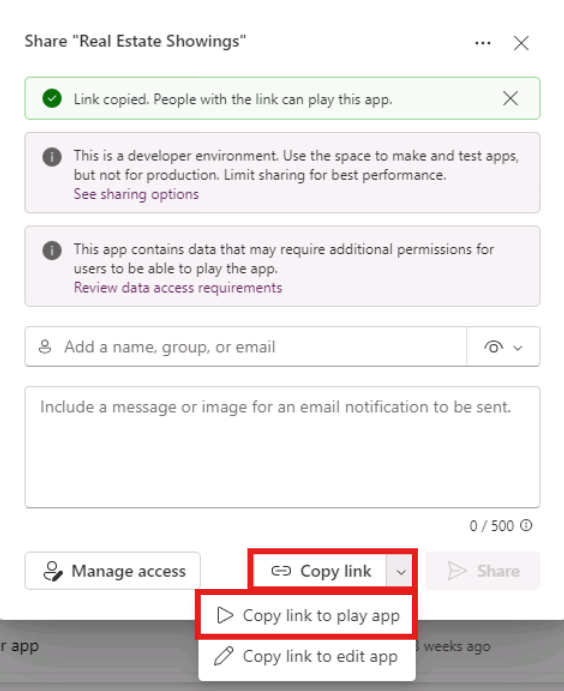 Share "Real Estate Showings"
Link copied. People with the link can play this app.
This is a developer environment. Use the space to make and test apps,
but not for production. Limit sharing for best performance.
See sharing options
This app contains data that may require additional permissions for
users to be able to play the app.
Review data access requirements
Add a name, group, or email
Include a message or image for an email notification to be sent.
0 / 500
Manage access
Copy link
Share
Copy link to play app
r app
weeks ago
Copy link to edit app